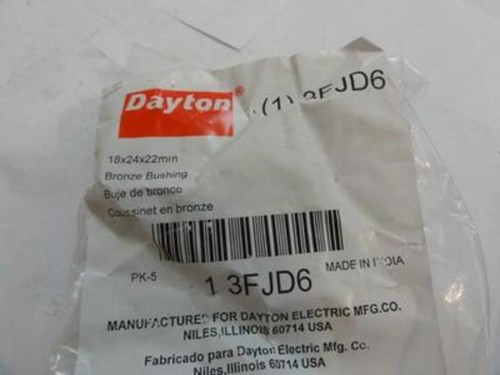 Dayton® (1) 3FJD6
18x24x22mm
Bronze Bushing
Buje de bronce
Coussinet en bronze
PK-5 1 3FJD6 MADE IN INDIA
MANUFACTURED FOR DAYTON ELECTRIC MFG.CO.
NILES,ILLINOIS 60714 USA
Fabricado para Dayton Electric Mfg. Co.
Niles,Illinois 60714 USA